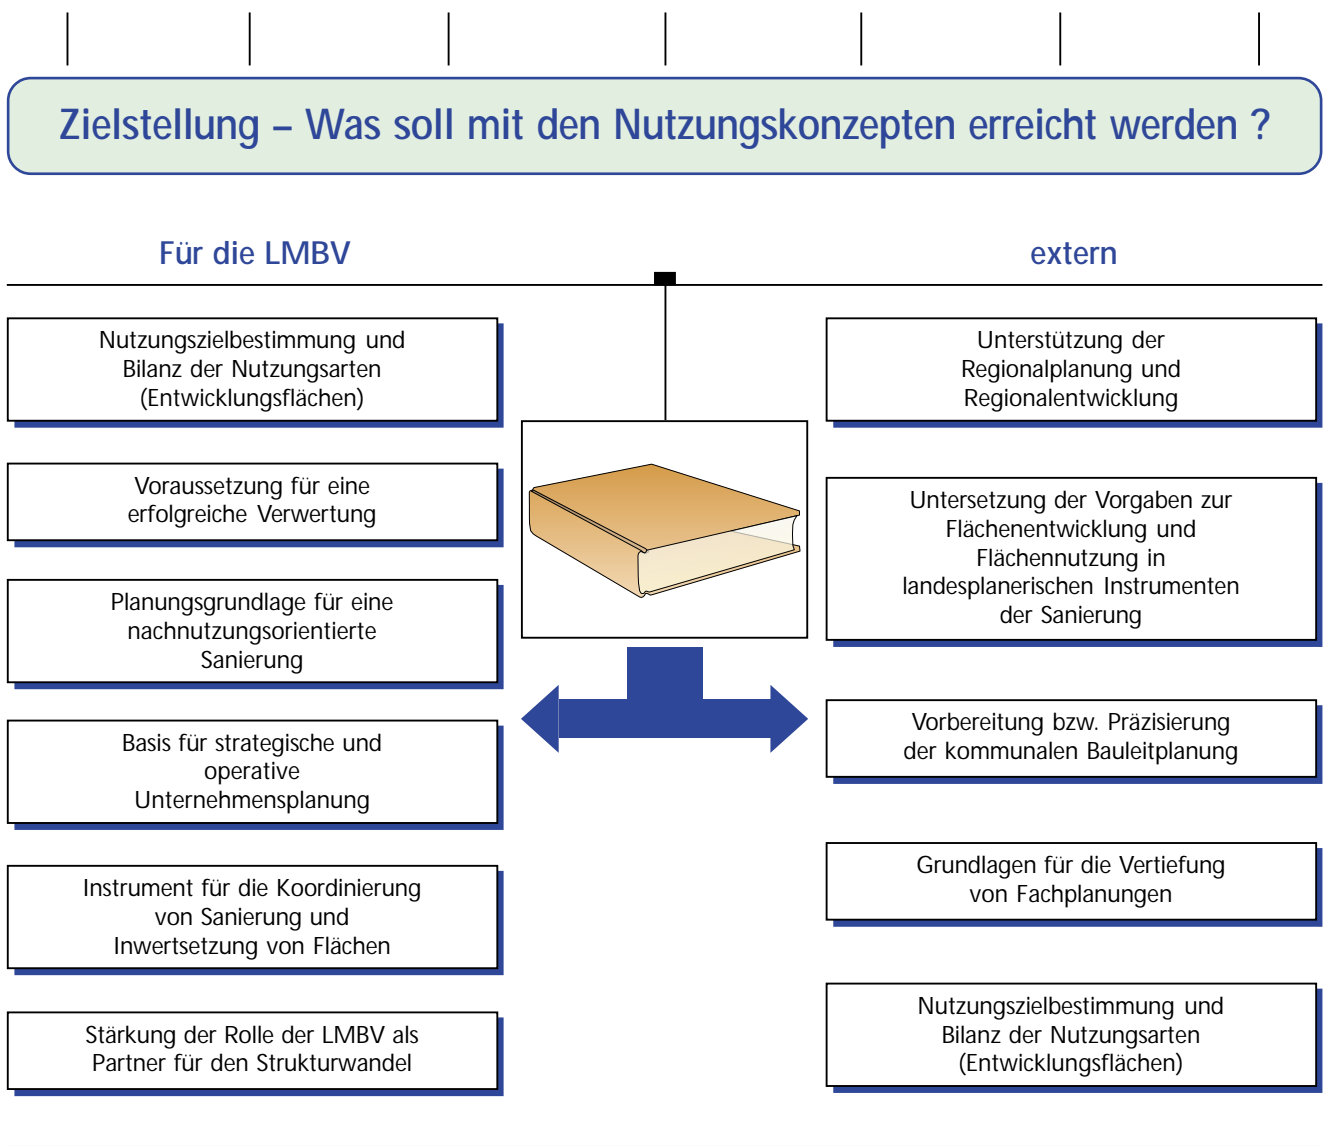 Zielstellung – Was soll mit den Nutzungskonzepten erreicht werden ?
Für die LMBV
Nutzungszielbestimmung und
Bilanz der Nutzungsarten
(Entwicklungsflächen)
Voraussetzung für eine
erfolgreiche Verwertung
Planungsgrundlage für eine
nachnutzungsorientierte
Sanierung
Basis für strategische und
operative
Unternehmensplanung
Instrument für die Koordinierung
von Sanierung und
Inwertsetzung von Flächen
Stärkung der Rolle der LMBV als
Partner für den Strukturwandel
extern
Unterstützung der
Regionalplanung und
Regionalentwicklung
Untersetzung der Vorgaben zur
Flächenentwicklung und
Flächennutzung in
landesplanerischen Instrumenten
der Sanierung
Vorbereitung bzw. Präzisierung
der kommunalen Bauleitplanung
Grundlagen für die Vertiefung
von Fachplanungen
Nutzungszielbestimmung und
Bilanz der Nutzungsarten
(Entwicklungsflächen)